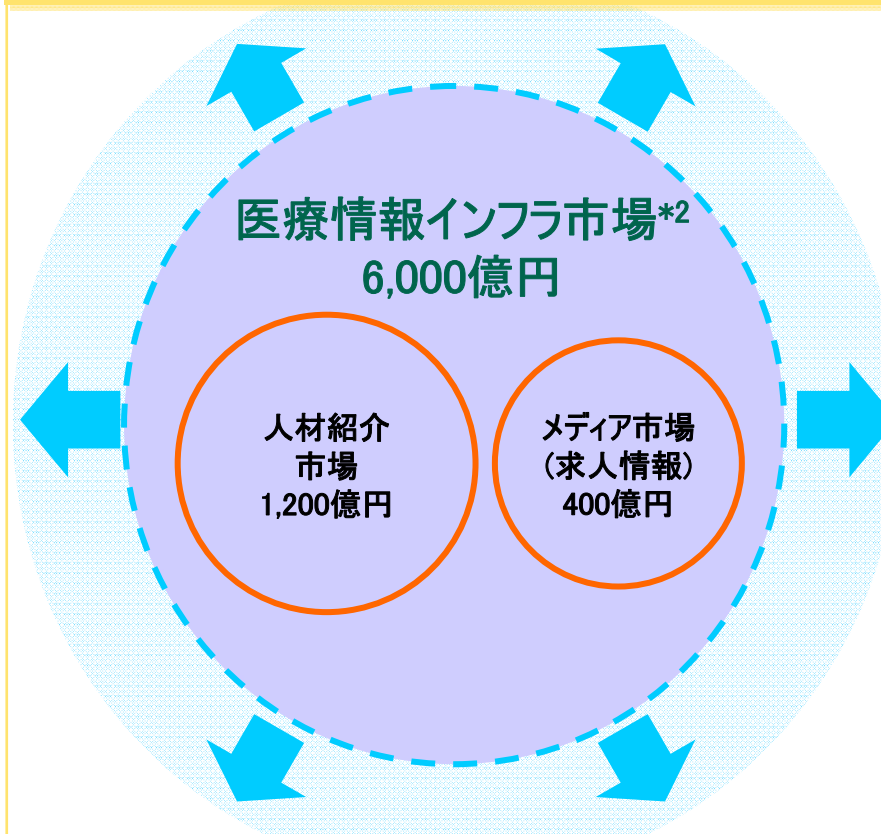 医療情報インフラ市場*2
6,000億円
人材紹介
市場
1,200億円
メディア市場
(求人情報)
400億円